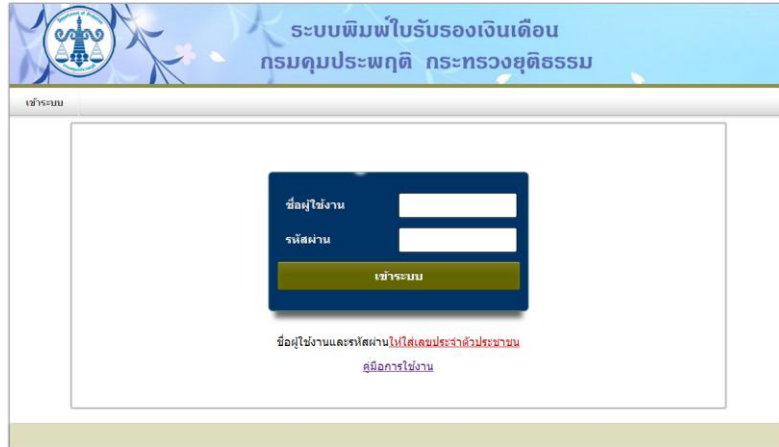 ระบบพิมพ์ใบรับรองเงินเดือน
กรมคุมประพฤติ กระทรวงยุติธรรม
เข้าระบบ
ชื่อผู้ใช้งาน
รหัสผ่าน
เข้าระบบ
ชื่อผู้ใช้งานและรหัสผ่านให้ใส่เลขประจำตัวประชาชน
คู่มือการใช้งาน